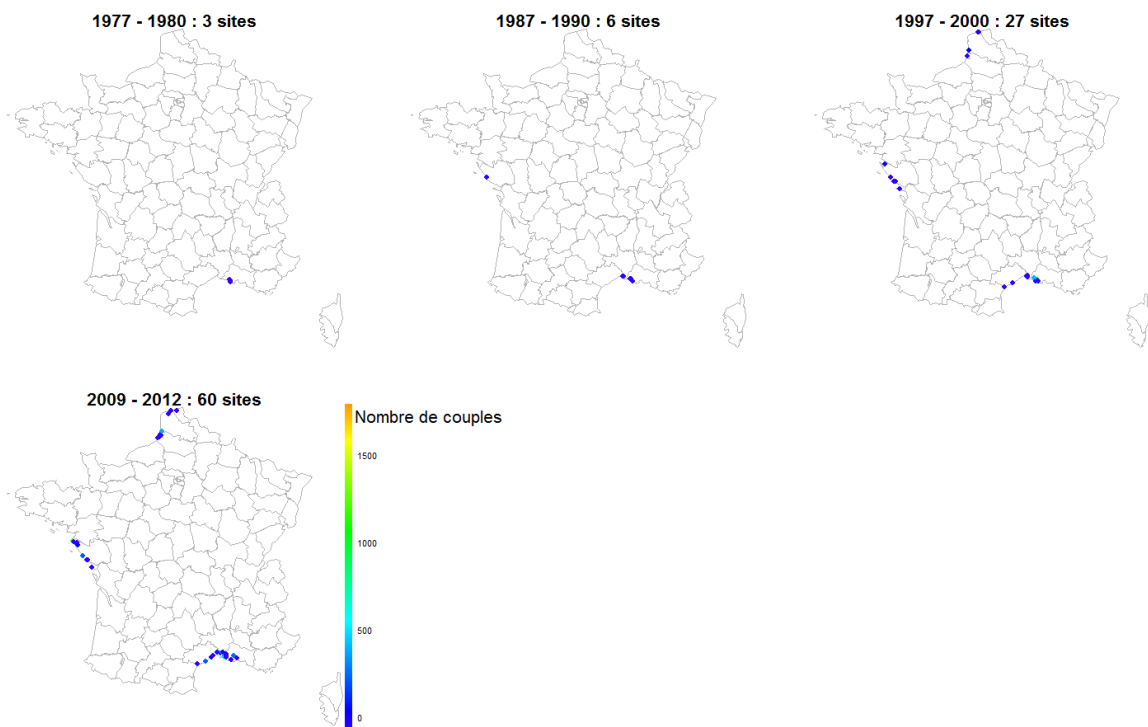 1977 - 1980 : 3 sites
1987 - 1990 : 6 sites
1997 - 2000 : 27 sites
2009 - 2012 : 60 sites
Nombre de couples
1500
1000
500
0